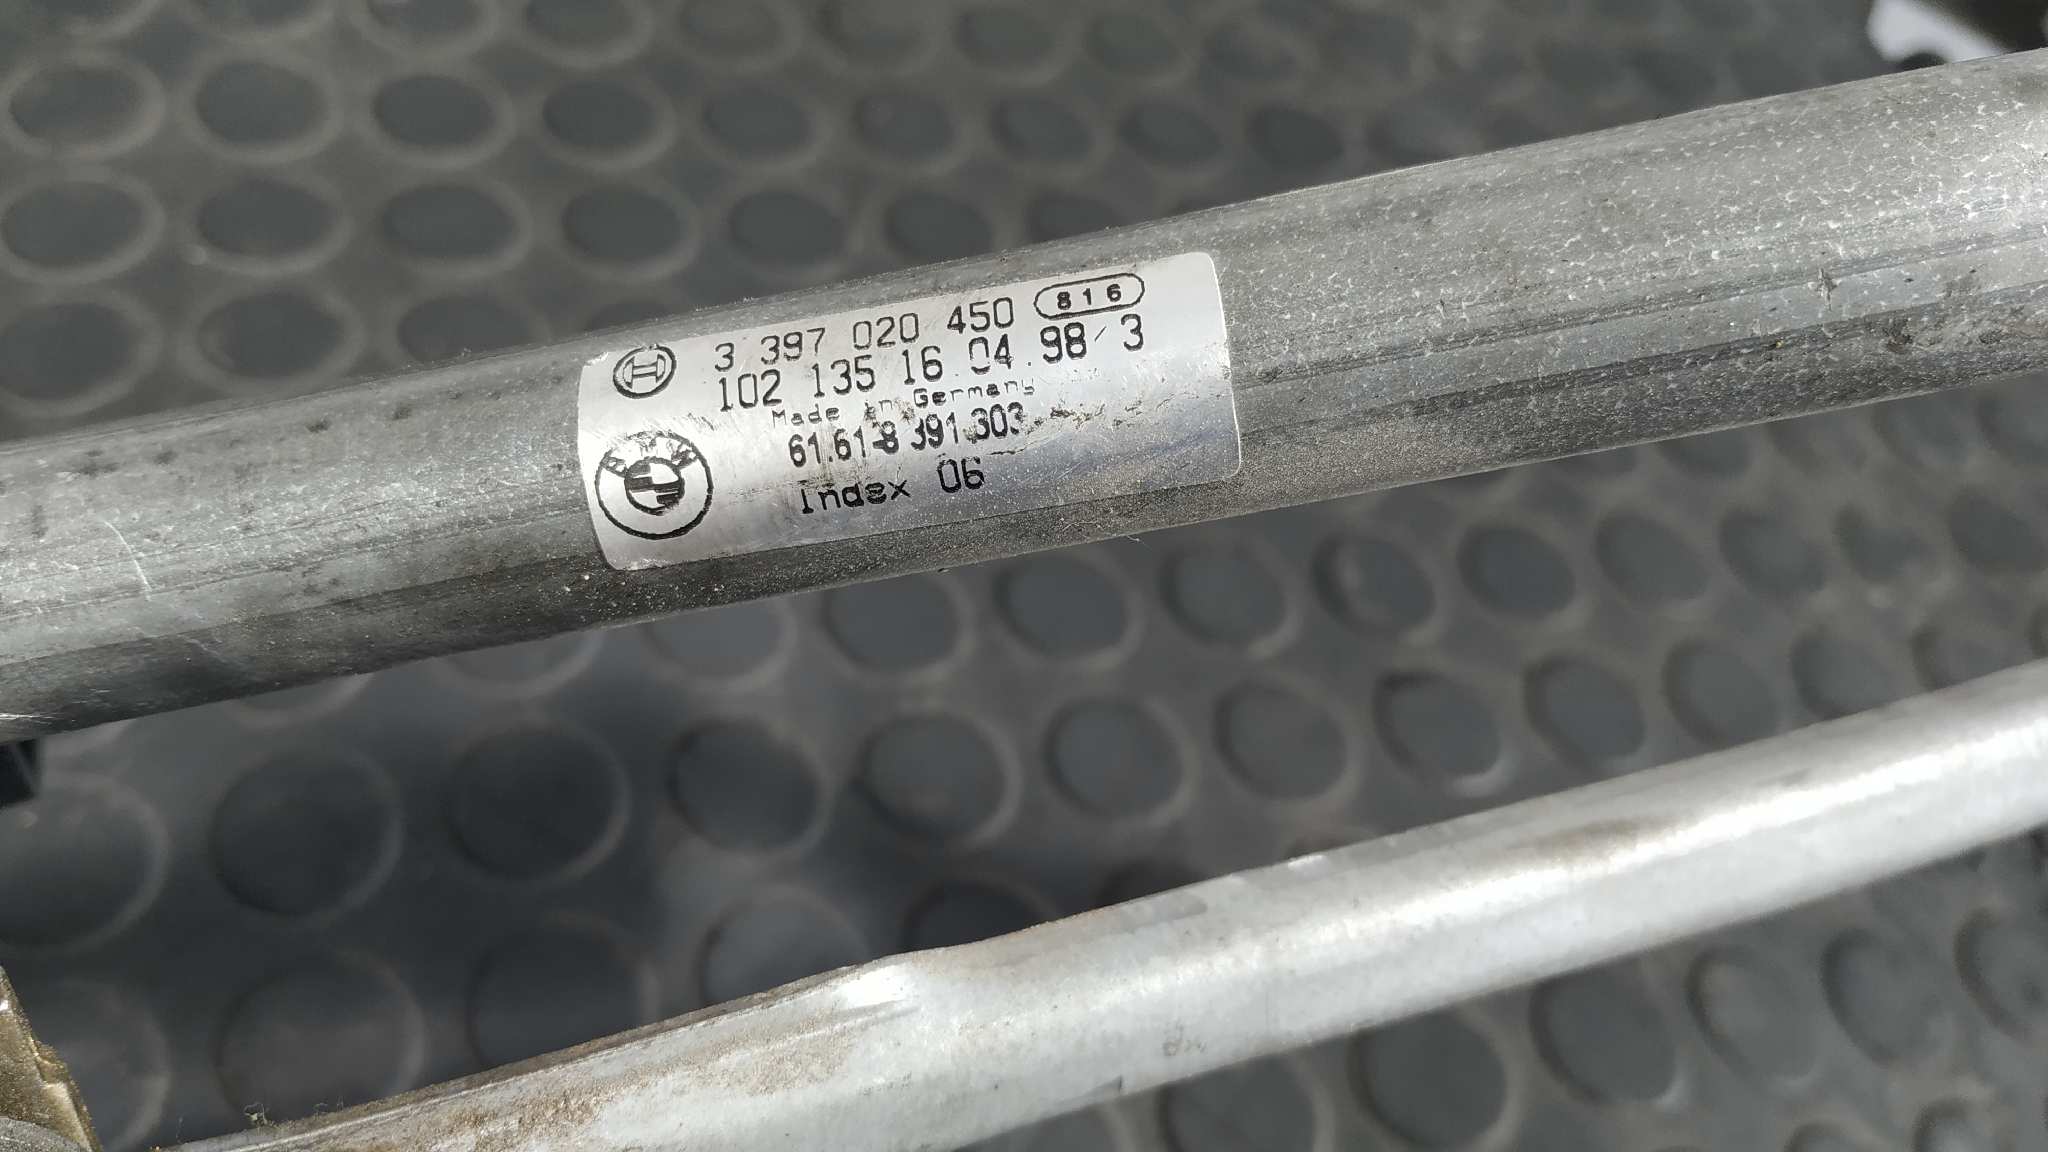 3 397 020 450 816
102 135 16.04.98/3
Made in Germany
BMW 61.61-8 391.303
Index 06